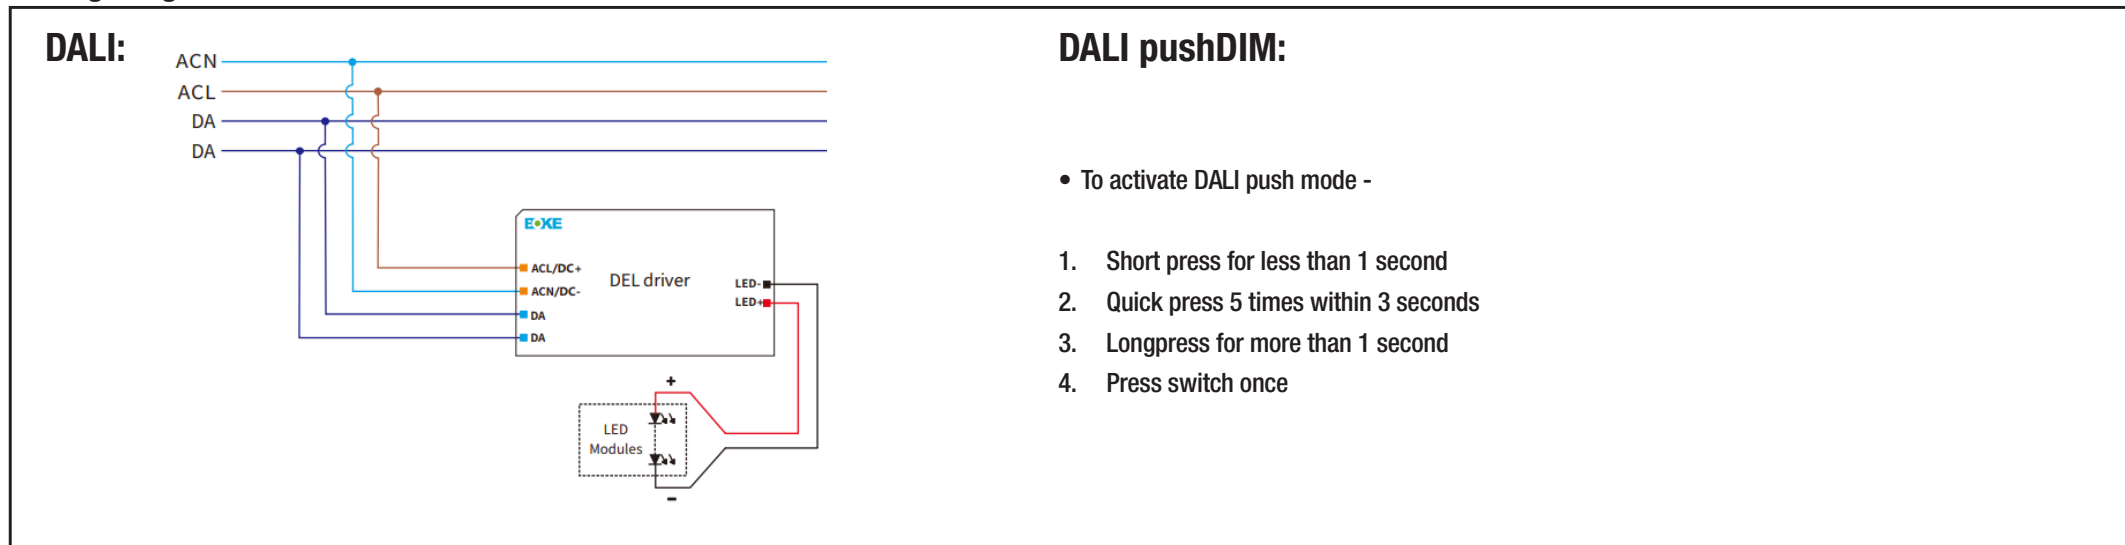 DALI:
ACN
ACL
DA
DA
EOKE
ACL/DC+
ACN/DC-
DA
DA
DEL driver
LED-
LED+
+
LED
Modules
-
DALI pushDIM:
• To activate DALI push mode -
1. Short press for less than 1 second
2. Quick press 5 times within 3 seconds
3. Longpress for more than 1 second
4. Press switch once